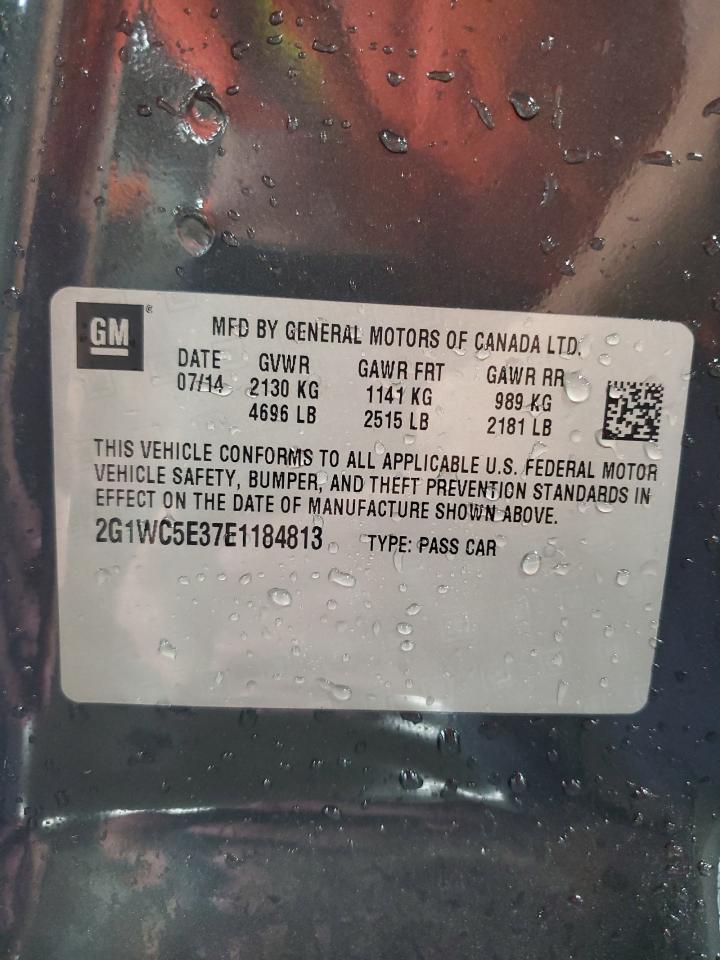 GM ®
MFD BY GENERAL MOTORS OF CANADA LTD.
DATE GVWR GAWR FRT GAWR RR
07/14 2130 KG 1141 KG 989 KG
4696 LB 2515 LB 2181 LB
THIS VEHICLE CONFORMS TO ALL APPLICABLE U.S. FEDERAL MOTOR
VEHICLE SAFETY, BUMPER, AND THEFT PREVENTION STANDARDS IN
EFFECT ON THE DATE OF MANUFACTURE SHOWN ABOVE.
2G1WC5E37E1184813 TYPE: PASS CAR